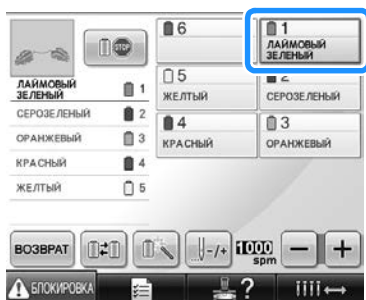 6
1
ЛАЙМОВЫЙ
ЗЕЛЕНЫЙ
ЛАЙМОВЫЙ
ЗЕЛЕНЫЙ
1
5
ЖЕЛТЫЙ
2
СЕРОЗЕЛЕНЫЙ
СЕРОЗЕЛЕНЫЙ
2
ОРАНЖЕВЫЙ
3
4
КРАСНЫЙ
3
ОРАНЖЕВЫЙ
КРАСНЫЙ
4
ЖЕЛТЫЙ
5
ВОЗВРАТ
-/+
1000
spm
−
+
БЛОКИРОВКА
?